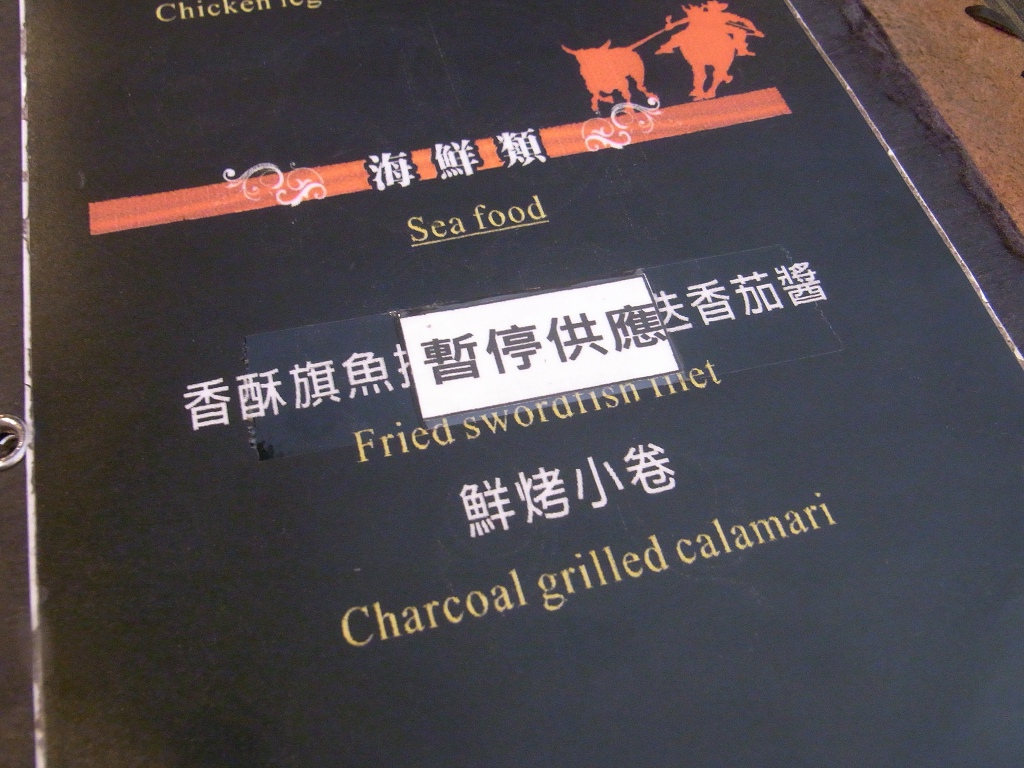 Chicken leg
海鮮類
Sea food
香酥旗魚 暫停供應 香茄醬
Fried swordfish filet
鮮烤小卷
Charcoal grilled calamari